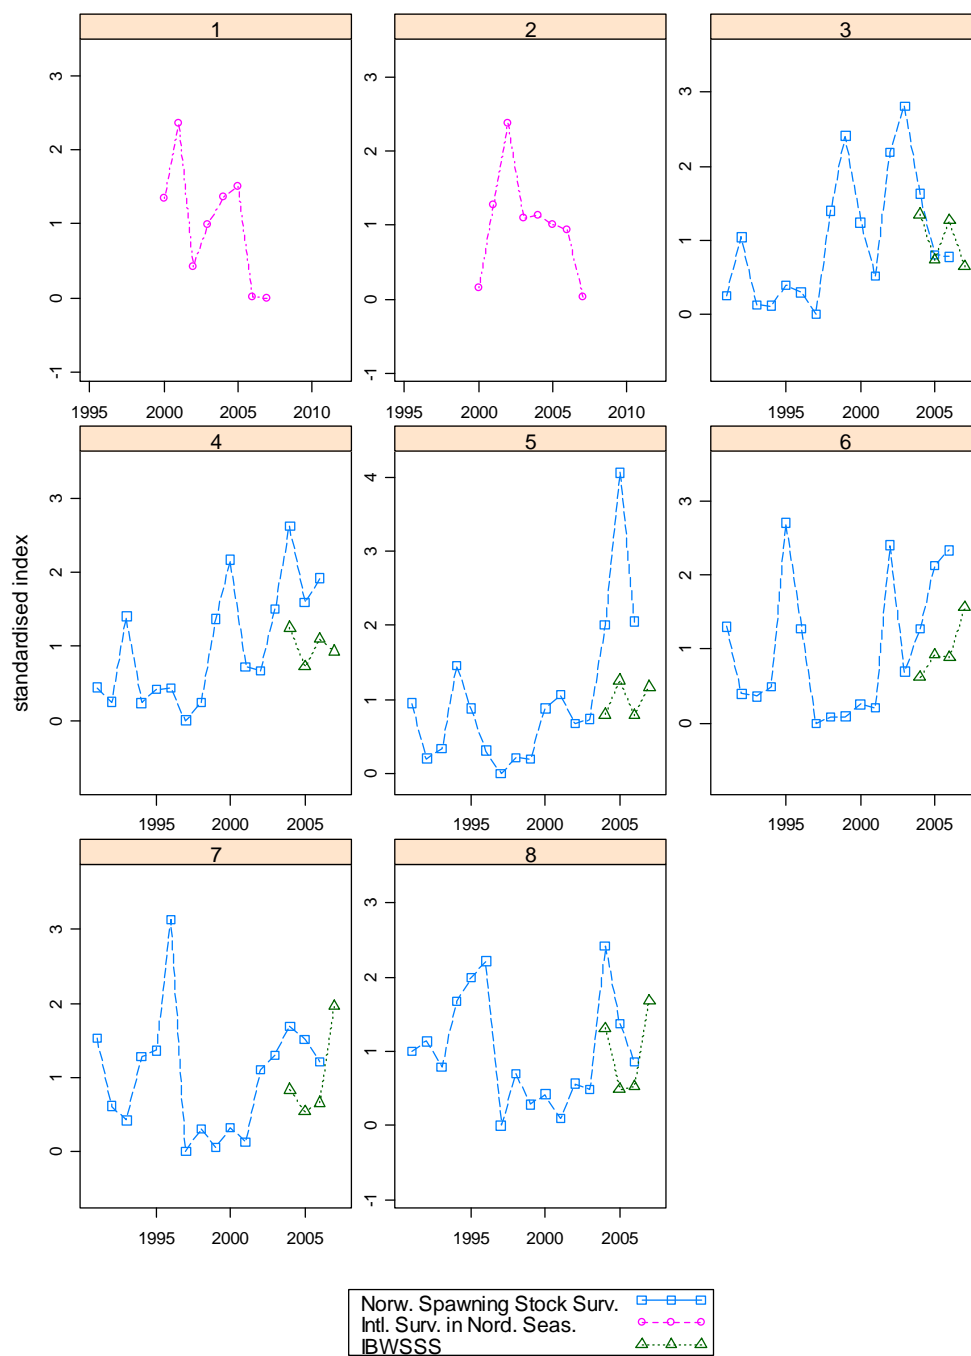 1 2 3
3 3 3
2 2 2
1 1 1
0 0 0
-1 -1
1995 2000 2005 2010 1995 2000 2005 2010 1995 2000 2005
4 5 6
standardised index
3 4 3
2 3 2
1 2 1
0 1 0
0
1995 2000 2005 1995 2000 2005 1995 2000 2005
7 8
3 3
2 2
1 1
0 0
-1
1995 2000 2005 1995 2000 2005
Norw. Spawning Stock Surv.
Intl. Surv. in Nord. Seas.
IBWSSS